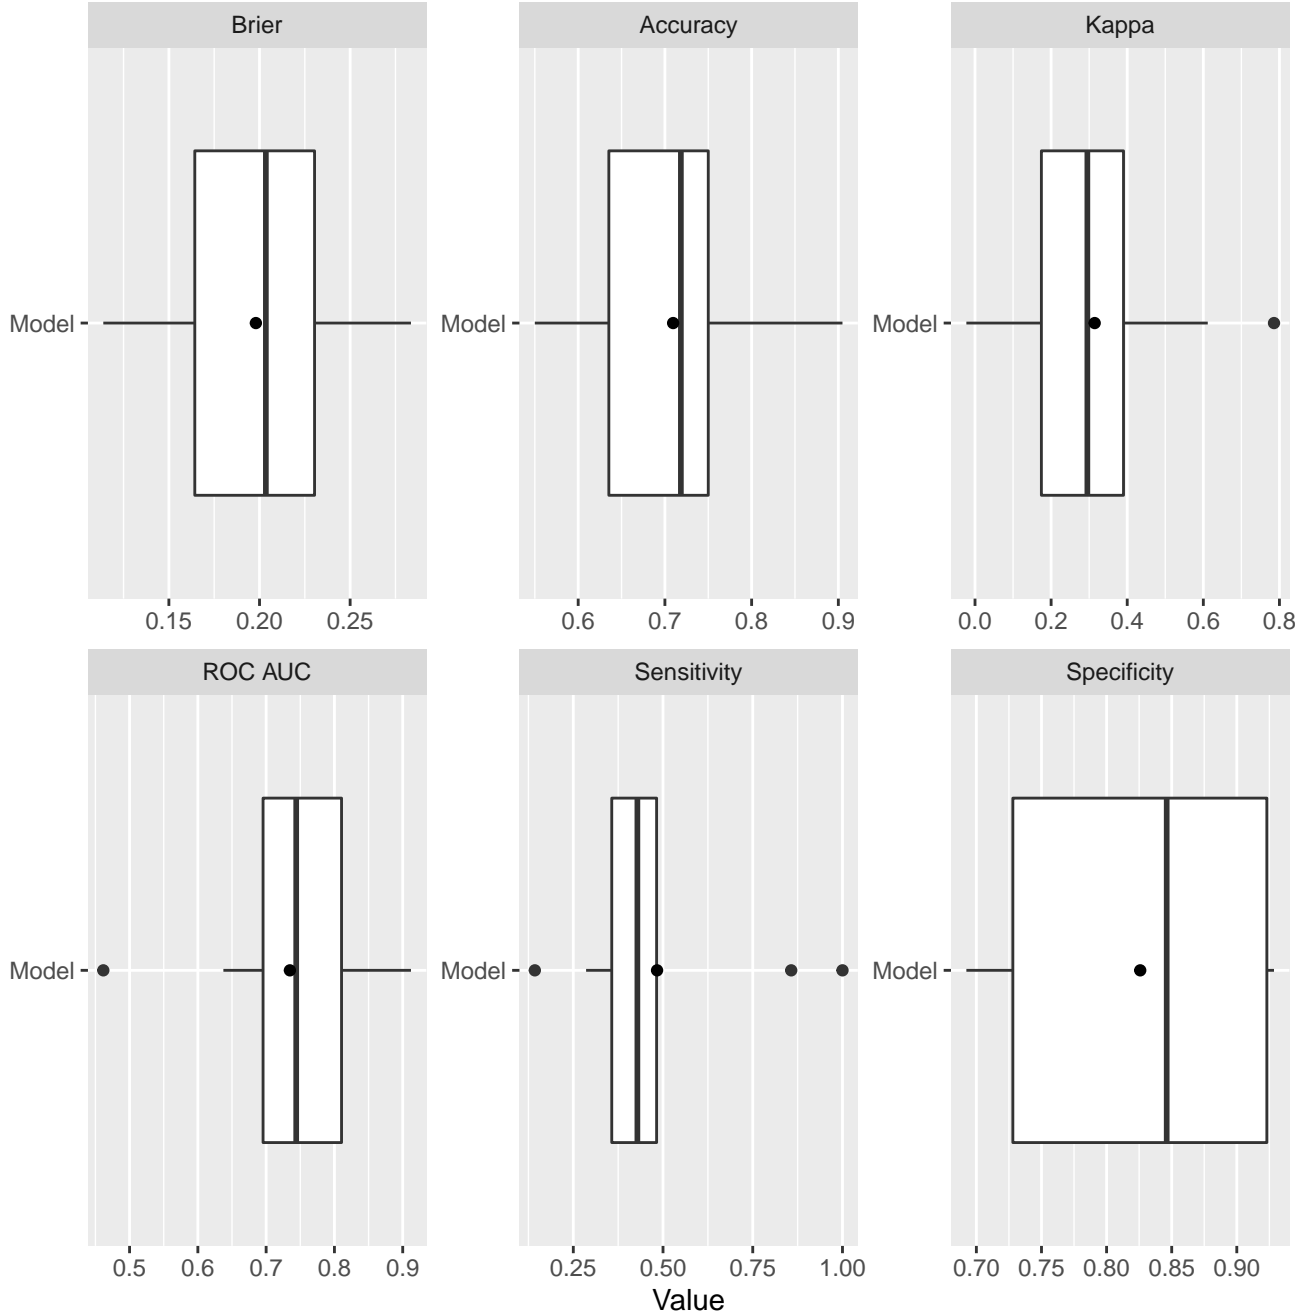 Brier Accuracy Kappa
Model Model Model
0.15 0.20 0.25 0.6 0.7 0.8 0.9 0.0 0.2 0.4 0.6 0.8
ROC AUC Sensitivity Specificity
Model Model Model
0.5 0.6 0.7 0.8 0.9 0.25 0.50 0.75 1.00 0.70 0.75 0.80 0.85 0.90
Value